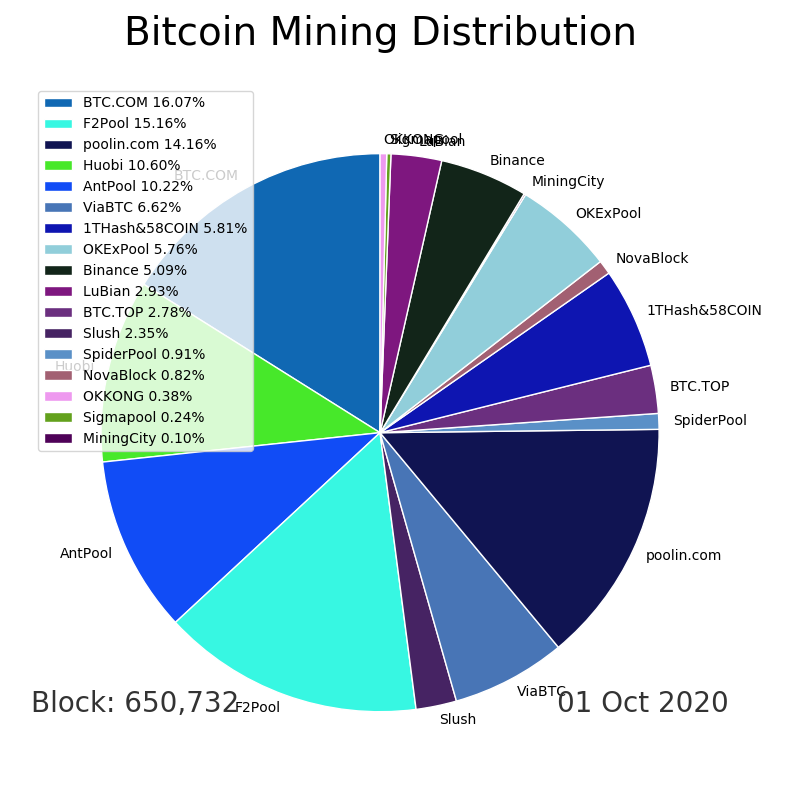 Bitcoin Mining Distribution
BTC.COM 16.07%
F2Pool 15.16%
poolin.com 14.16%
Huobi 10.60%
AntPool 10.22%
ViaBTC 6.62%
1THash&58COIN 5.81%
OKExPool 5.76%
Binance 5.09%
LuBian 2.93%
BTC.TOP 2.78%
Slush 2.35%
SpiderPool 0.91%
NovaBlock 0.82%
OKKONG 0.38%
Sigmapool 0.24%
MiningCity 0.10%
OKKONG
Sigmapool
LuBian
Binance
MiningCity
OKExPool
NovaBlock
1THash&58COIN
BTC.TOP
SpiderPool
poolin.com
ViaBTC
Slush
F2Pool
AntPool
Huobi
BTC.COM
Block: 650,732
01 Oct 2020